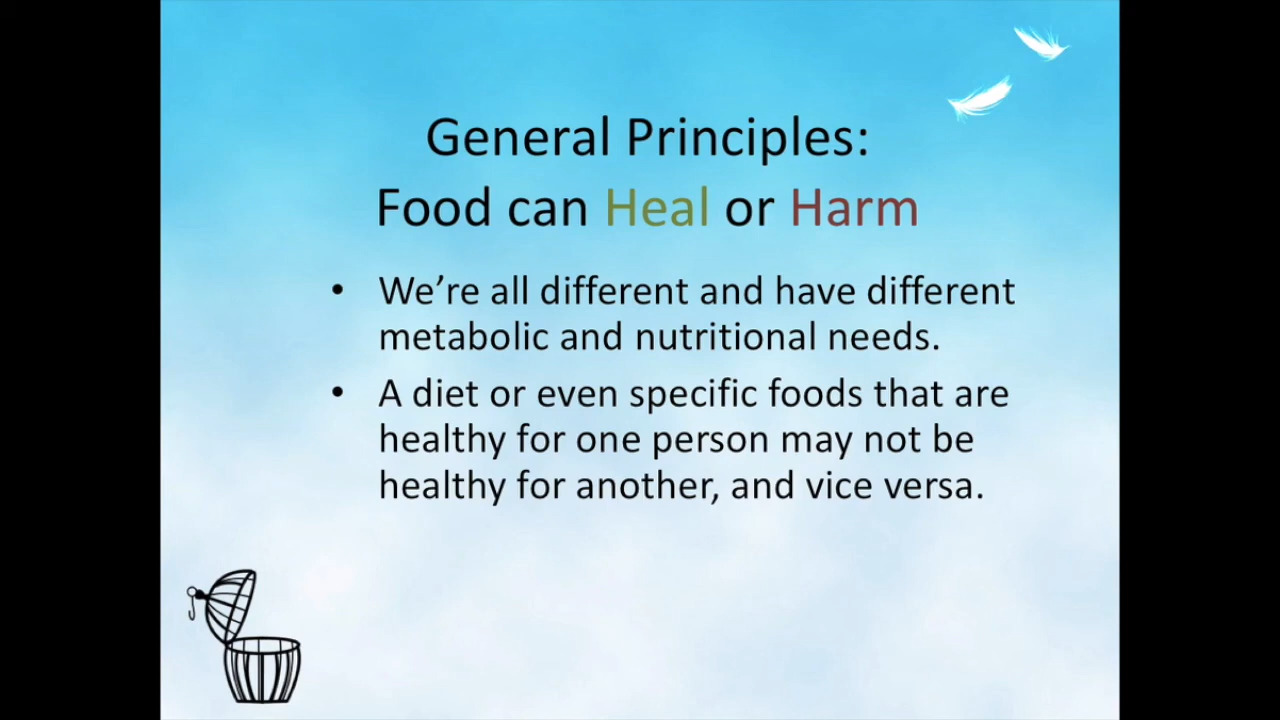 General Principles:
Food can Heal or Harm
• We’re all different and have different
metabolic and nutritional needs.
• A diet or even specific foods that are
healthy for one person may not be
healthy for another, and vice versa.